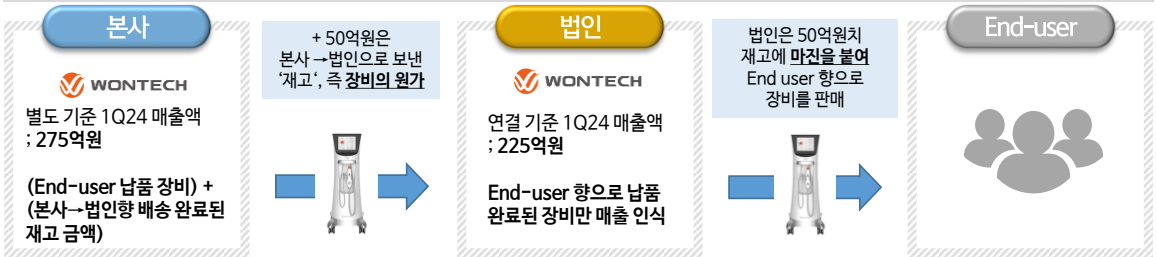 본사
WONTECH
별도 기준 1Q24 매출액
; 275억원
(End-user 납품 장비) +
(본사→법인향 배송 완료된
재고 금액)
+ 50억원은
본사 →법인으로 보낸
‘재고‘, 즉 장비의 원가
법인
WONTECH
연결 기준 1Q24 매출액
; 225억원
End-user 향으로 납품
완료된 장비만 매출 인식
법인은 50억원치
재고에 마진을 붙여
End user 향으로
장비를 판매
End-user